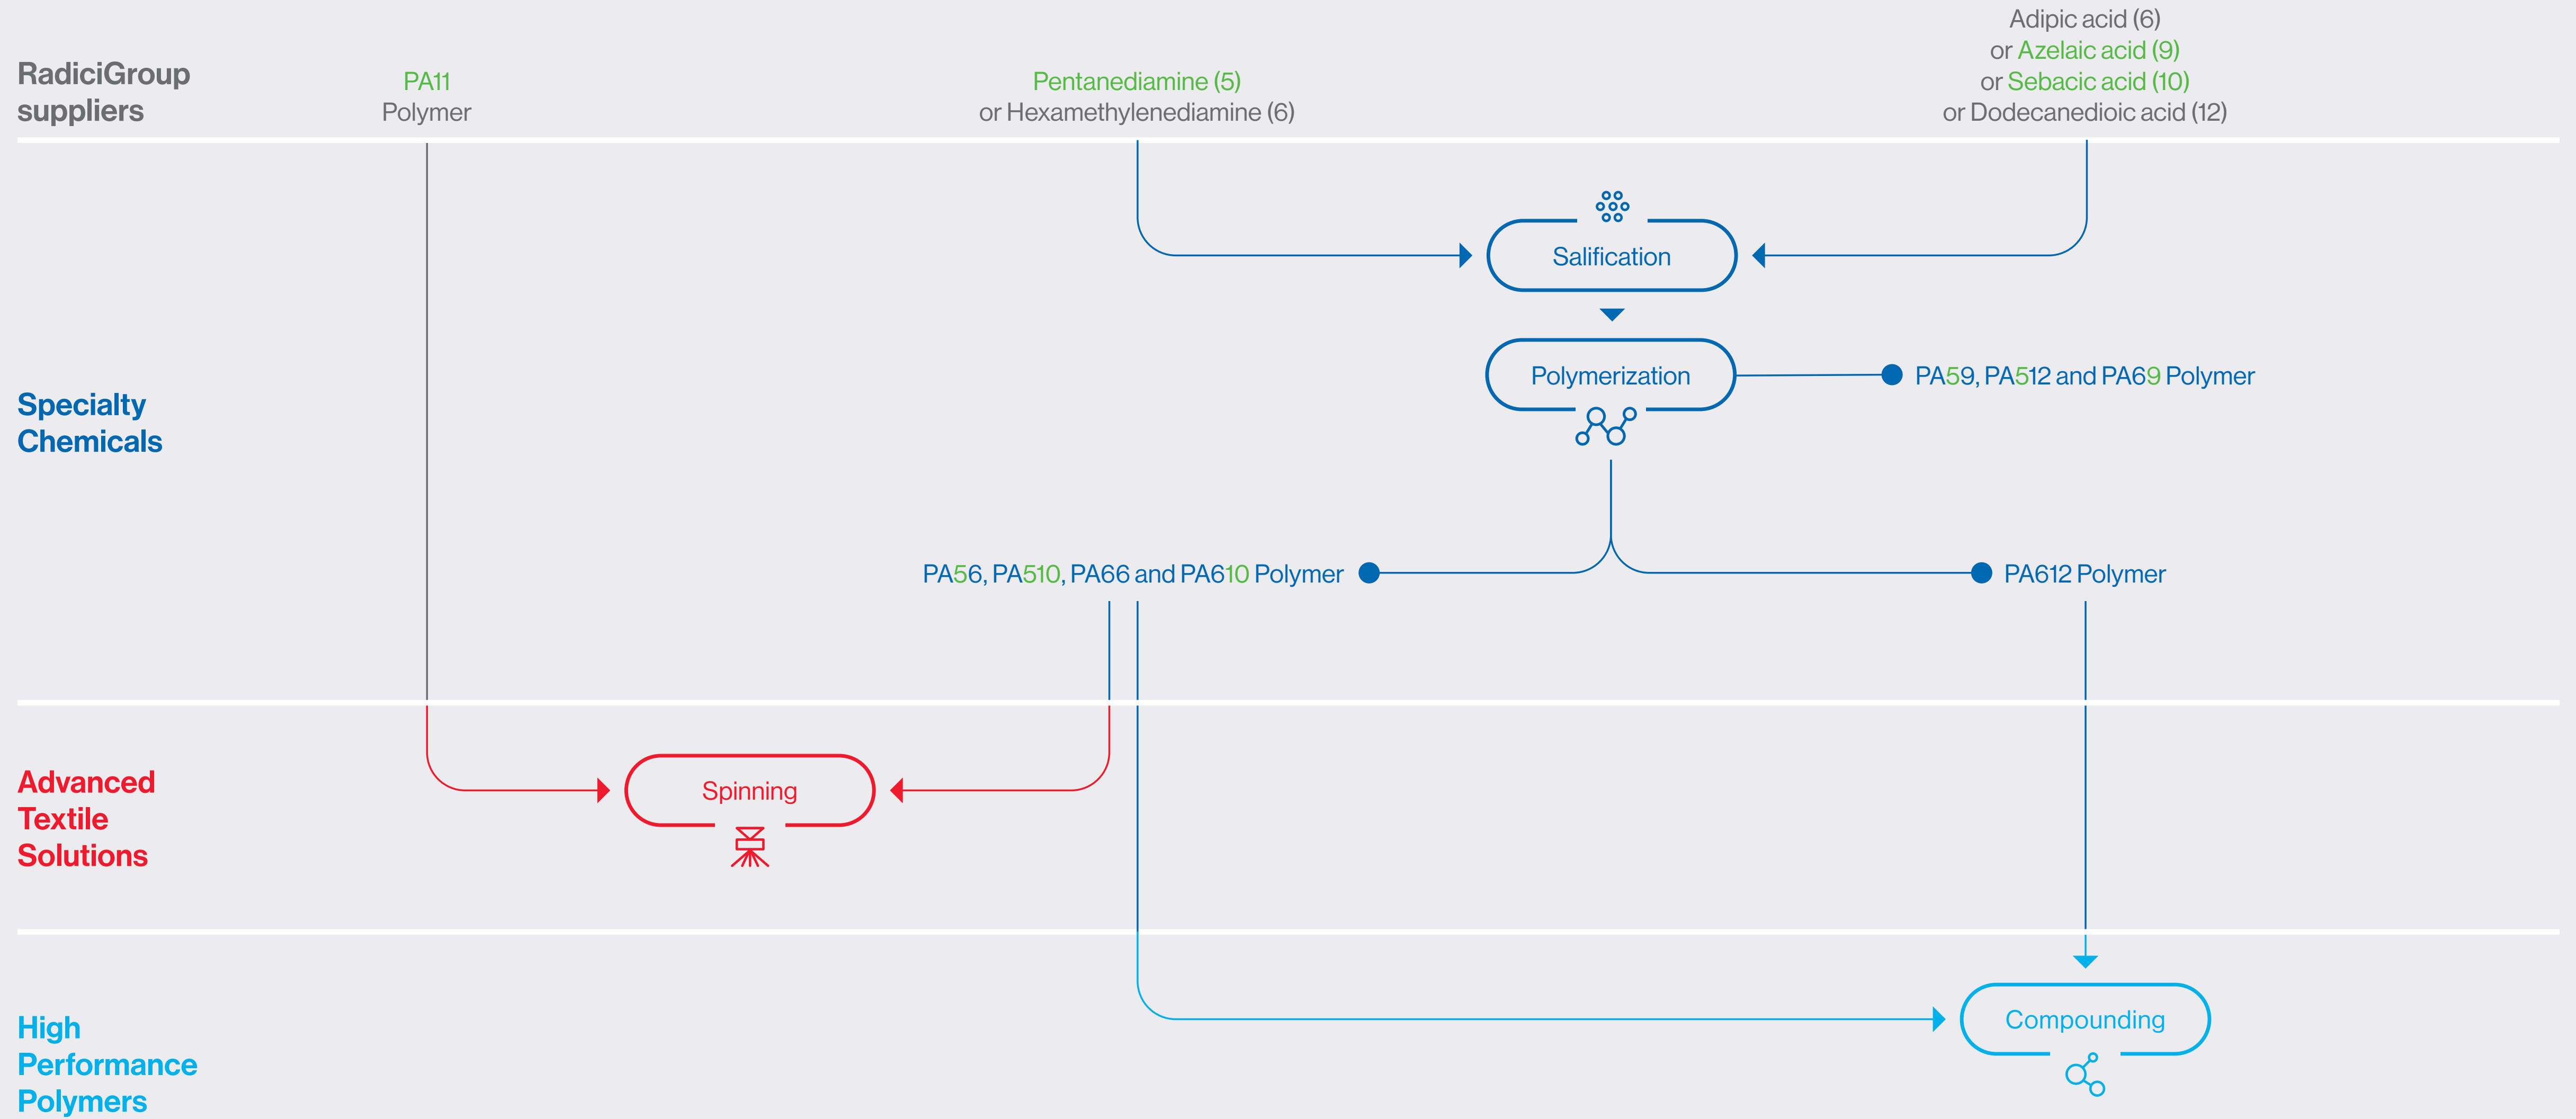 RadiciGroup
suppliers
PA11
Polymer
Pentanediamine (5)
or Hexamethylenediamine (6)
Adipic acid (6)
or Azelaic acid (9)
or Sebacic acid (10)
or Dodecanedioic acid (12)
Specialty
Chemicals
Salification
Polymerization
PA59, PA512 and PA69 Polymer
PA56, PA510, PA66 and PA610 Polymer
PA612 Polymer
Advanced
Textile
Solutions
Spinning
High
Performance
Polymers
Compounding